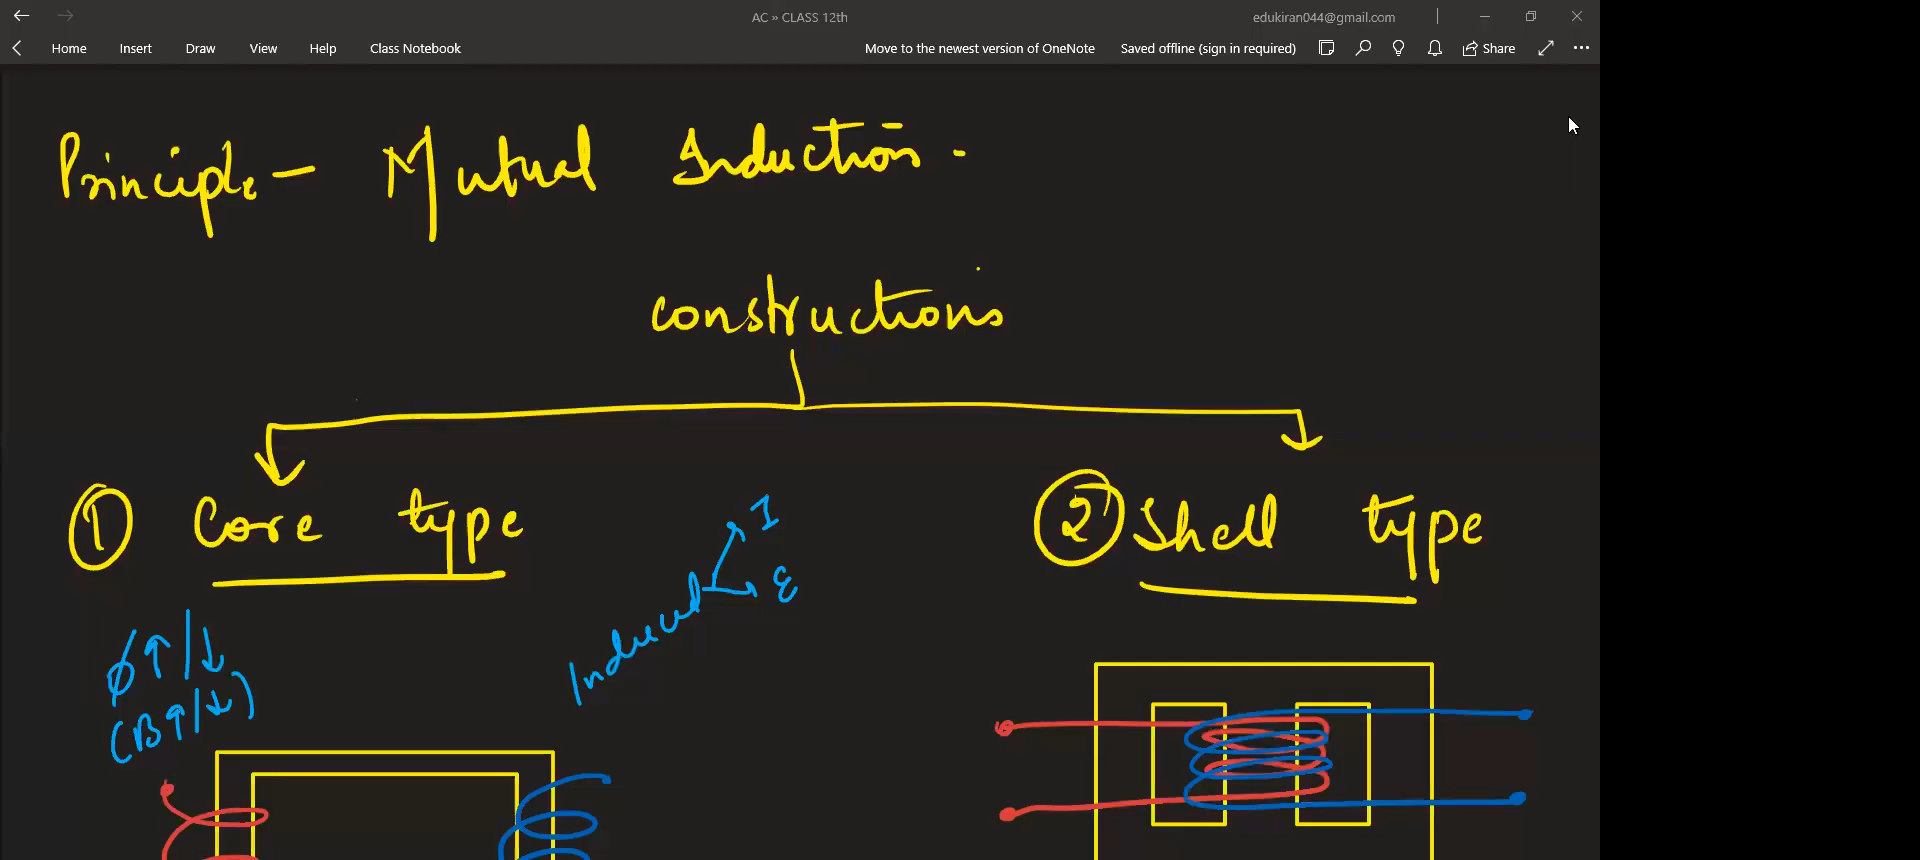 AC » CLASS 12th
edukiran044@gmail.com
Home Insert Draw View Help Class Notebook
Move to the newest version of OneNote Saved offline (sign in required) Share
Principle - Mutual Induction.
constructions
① Core type
② Shell type
Induced I
ε
ϕ↑/↓
(B↑/↓)